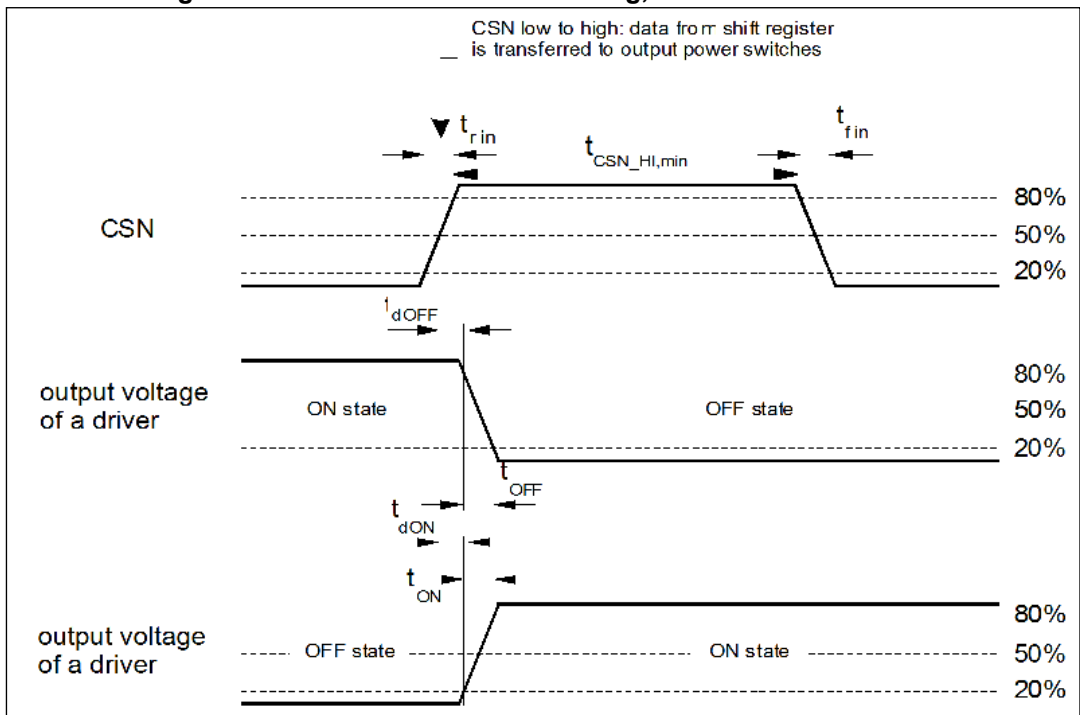 CSN low to high: data from shift register
is transferred to output power switches
t r in
t CSN_HI,min
t f in
CSN
80%
50%
20%
t dOFF
output voltage
of a driver
ON state
OFF state
80%
50%
20%
t OFF
t dON
t ON
output voltage
of a driver
OFF state
ON state
80%
50%
20%